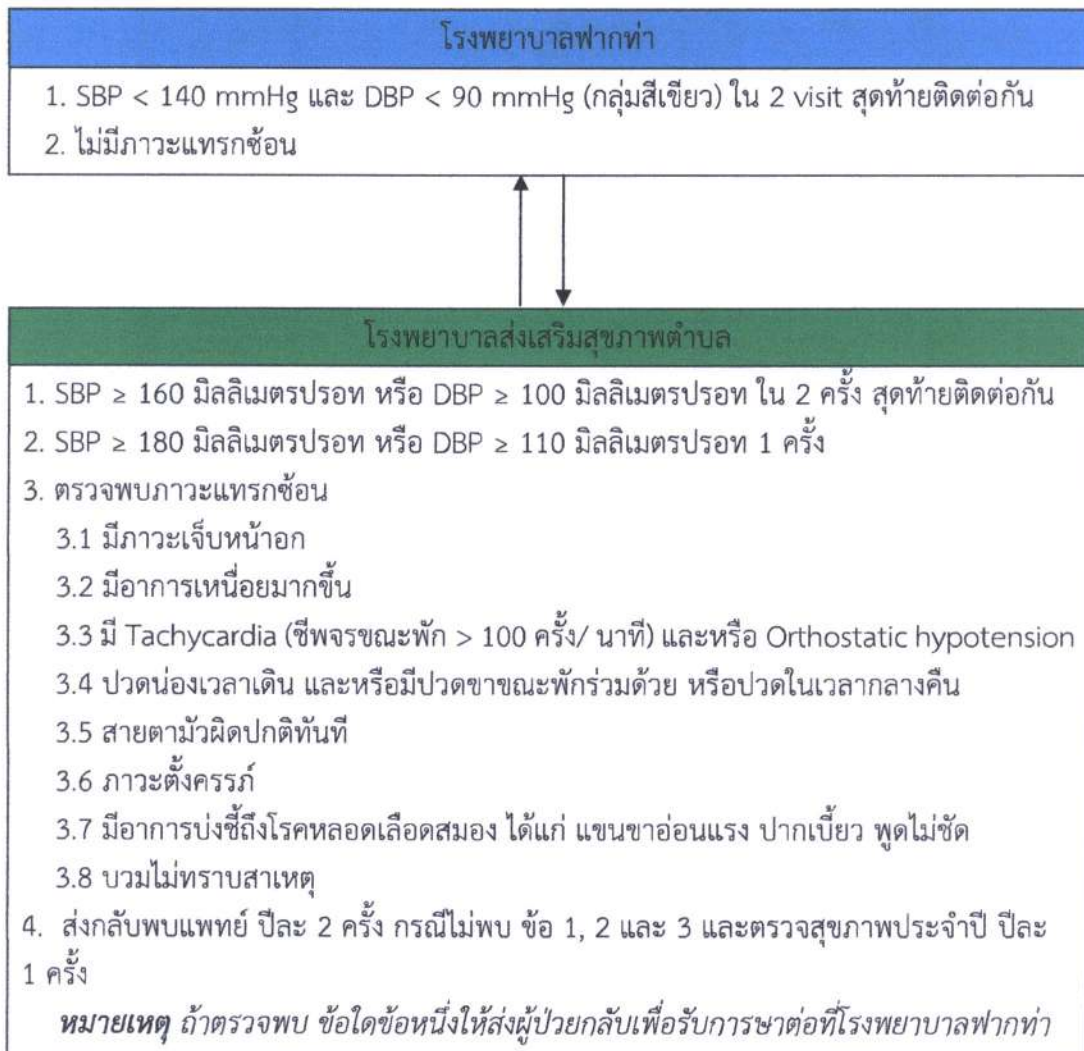 โรงพยาบาลฟากท่า
1. SBP < 140 mmHg และ DBP < 90 mmHg (กลุ่มสีเขียว) ใน 2 visit สุดท้ายติดต่อกัน
2. ไม่มีภาวะแทรกซ้อน
โรงพยาบาลส่งเสริมสุขภาพตำบล
1. SBP ≥ 160 มิลลิเมตรปรอท หรือ DBP ≥ 100 มิลลิเมตรปรอท ใน 2 ครั้ง สุดท้ายติดต่อกัน
2. SBP ≥ 180 มิลลิเมตรปรอท หรือ DBP ≥ 110 มิลลิเมตรปรอท 1 ครั้ง
3. ตรวจพบภาวะแทรกซ้อน
3.1 มีภาวะเจ็บหน้าอก
3.2 มีอาการเหนื่อยมากขึ้น
3.3 มี Tachycardia (ชีพจรขณะพัก > 100 ครั้ง/ นาที) และหรือ Orthostatic hypotension
3.4 ปวดน่องเวลาเดิน และหรือมีปวดขาขณะพักร่วมด้วย หรือปวดในเวลากลางคืน
3.5 สายตามัวผิดปกติทันที
3.6 ภาวะตั้งครรภ์
3.7 มีอาการบ่งชี้ถึงโรคหลอดเลือดสมอง ได้แก่ แขนขาอ่อนแรง ปากเบี้ยว พูดไม่ชัด
3.8 บวมไม่ทราบสาเหตุ
4. ส่งกลับพบแพทย์ ปีละ 2 ครั้ง กรณีไม่พบ ข้อ 1, 2 และ 3 และตรวจสุขภาพประจำปี ปีละ
1 ครั้ง
หมายเหตุ ถ้าตรวจพบ ข้อใดข้อหนึ่งให้ส่งผู้ป่วยกลับเพื่อรับการษาต่อที่โรงพยาบาลฟากท่า